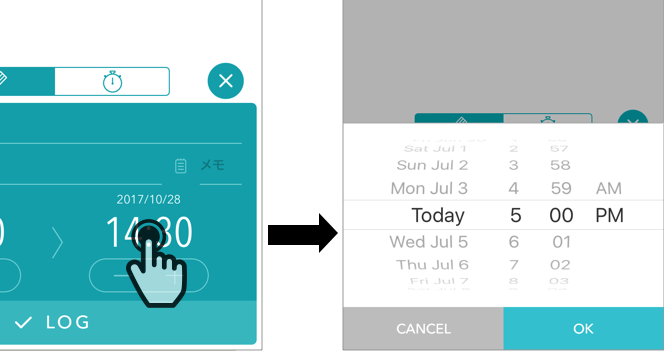 メモ
2017/10/28
14:30
LOG
Sat Jul 1 2 57
Sun Jul 2 3 58
Mon Jul 3 4 59 AM
Today 5 00 PM
Wed Jul 5 6 01
Thu Jul 6 7 02
Fri Jul 7 8 03
CANCEL OK